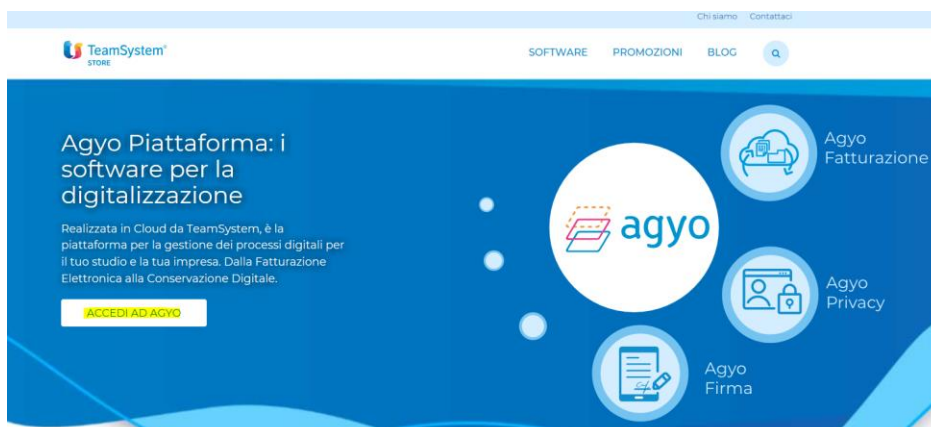 Chi siamo Contattaci
TeamSystem®
STORE
SOFTWARE PROMOZIONI BLOG
Agyo Piattaforma: i
software per la
digitalizzazione
Realizzata in Cloud da TeamSystem, è la
piattaforma per la gestione dei processi digitali per
il tuo studio e la tua impresa. Dalla Fatturazione
Elettronica alla Conservazione Digitale.
ACCEDI AD AGYO
agyo
Agyo
Fatturazione
Agyo
Privacy
Agyo
Firma